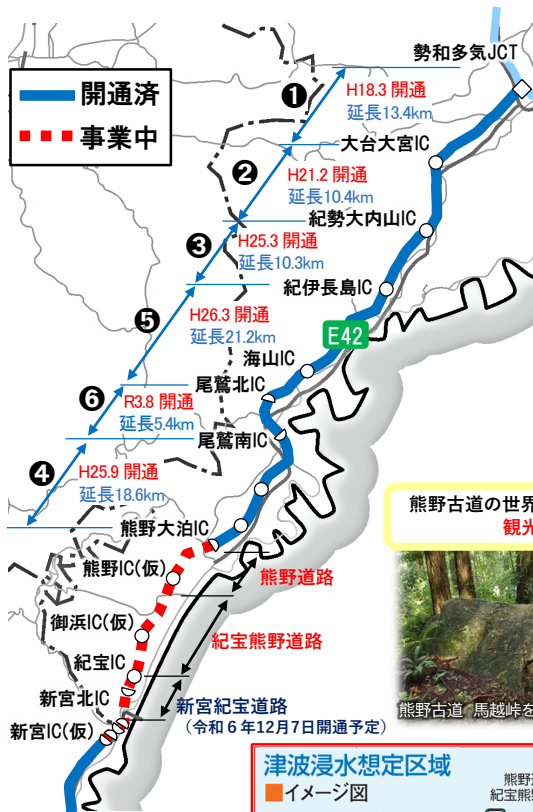 勢和多気JCT
開通済
事業中
❶
H18.3 開通
延長13.4km
大台大宮IC
❷
H21.2 開通
延長10.4km
紀勢大内山IC
❸
H25.3 開通
延長10.3km
紀伊長島IC
❺
H26.3 開通
延長21.2km
E42
海山IC
尾鷲北IC
❻
R3.8 開通
延長5.4km
尾鷲南IC
❹
H25.9 開通
延長18.6km
熊野大泊IC
熊野古道の世界
観光
熊野IC(仮)
熊野道路
御浜IC(仮)
紀宝熊野道路
紀宝IC
新宮北IC
新宮紀宝道路
(令和６年12月7日開通予定)
新宮IC(仮)
熊野古道 馬越峠を
津波浸水想定区域
■イメージ図
熊野道
紀宝熊野